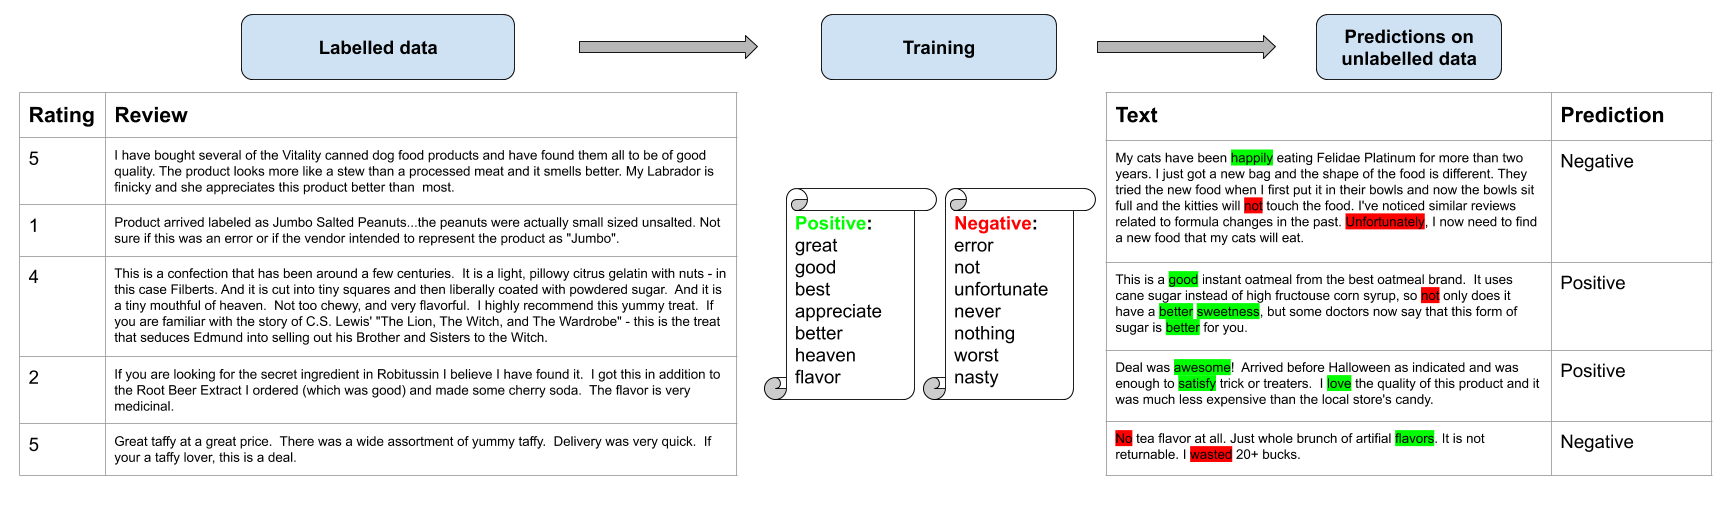 Labelled data
Training
Predictions on
unlabelled data
Rating
Review
5
I have bought several of the Vitality canned dog food products and have found them all to be of good
quality. The product looks more like a stew than a processed meat and it smells better. My Labrador is
finicky and she appreciates this product better than  most.
1
Product arrived labeled as Jumbo Salted Peanuts...the peanuts were actually small sized unsalted. Not
sure if this was an error or if the vendor intended to represent the product as "Jumbo".
4
This is a confection that has been around a few centuries.  It is a light, pillowy citrus gelatin with nuts - in
this case Filberts. And it is cut into tiny squares and then liberally coated with powdered sugar.  And it is
a tiny mouthful of heaven.  Not too chewy, and very flavorful.  I highly recommend this yummy treat.  If
you are familiar with the story of C.S. Lewis' "The Lion, The Witch, and The Wardrobe" - this is the treat
that seduces Edmund into selling out his Brother and Sisters to the Witch.
2
If you are looking for the secret ingredient in Robitussin I believe I have found it.  I got this in addition to
the Root Beer Extract I ordered (which was good) and made some cherry soda.  The flavor is very
medicinal.
5
Great taffy at a great price.  There was a wide assortment of yummy taffy.  Delivery was very quick.  If
your a taffy lover, this is a deal.
Positive:
great
good
best
appreciate
better
heaven
flavor
Negative:
error
not
unfortunate
never
nothing
worst
nasty
Text
Prediction
My cats have been happily eating Felidae Platinum for more than two
years. I just got a new bag and the shape of the food is different. They
tried the new food when I first put it in their bowls and now the bowls sit
full and the kitties will not touch the food. I've noticed similar reviews
related to formula changes in the past. Unfortunately, I now need to find
a new food that my cats will eat.
Negative
This is a good instant oatmeal from the best oatmeal brand.  It uses
cane sugar instead of high fructouse corn syrup, so not only does it
have a better sweetness, but some doctors now say that this form of
sugar is better for you.
Positive
Deal was awesome!  Arrived before Halloween as indicated and was
enough to satisfy trick or treaters.  I love the quality of this product and it
was much less expensive than the local store's candy.
Positive
No tea flavor at all. Just whole brunch of artifial flavors. It is not
returnable. I wasted 20+ bucks.
Negative